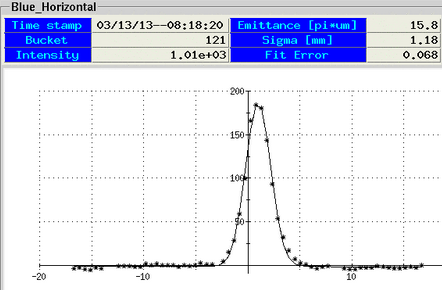 Blue_Horizontal
Time stamp 03/13/13--08:18:20 Emittance [pi*um] 15.8
Bucket 121 Sigma [mm] 1.18
Intensity 1.01e+03 Fit Error 0.068
200
150
100
50
-20 -10 0 10